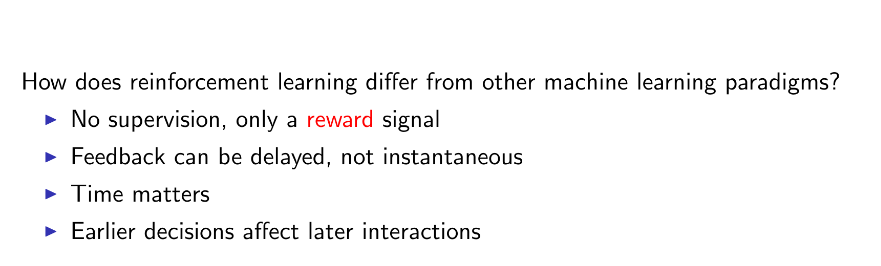 How does reinforcement learning differ from other machine learning paradigms?
▶ No supervision, only a reward signal
▶ Feedback can be delayed, not instantaneous
▶ Time matters
▶ Earlier decisions affect later interactions